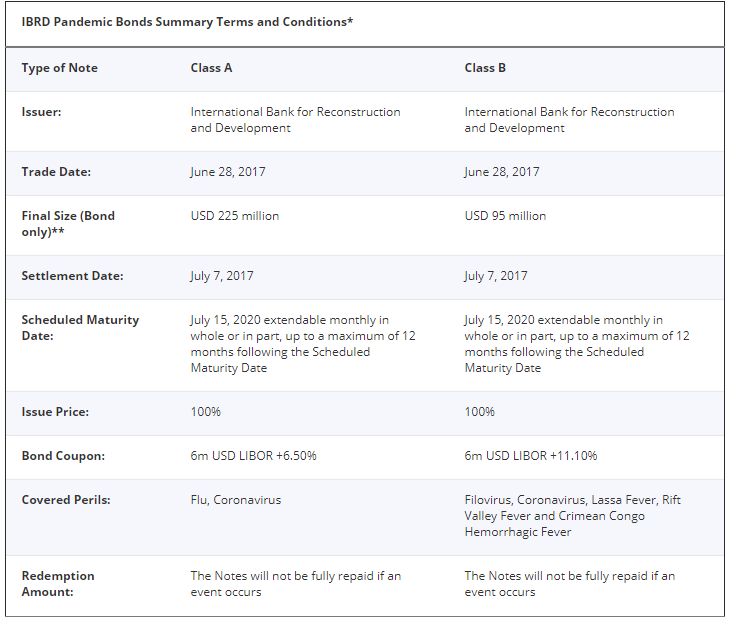 IBRD Pandemic Bonds Summary Terms and Conditions*
Type of Note
Class A
Class B
Issuer:
International Bank for Reconstruction
and Development
International Bank for Reconstruction
and Development
Trade Date:
June 28, 2017
June 28, 2017
Final Size (Bond
only)**
USD 225 million
USD 95 million
Settlement Date:
July 7, 2017
July 7, 2017
Scheduled Maturity
Date:
July 15, 2020 extendable monthly in
whole or in part, up to a maximum of 12
months following the Scheduled
Maturity Date
July 15, 2020 extendable monthly in
whole or in part, up to a maximum of 12
months following the Scheduled
Maturity Date
Issue Price:
100%
100%
Bond Coupon:
6m USD LIBOR +6.50%
6m USD LIBOR +11.10%
Covered Perils:
Flu, Coronavirus
Filovirus, Coronavirus, Lassa Fever, Rift
Valley Fever and Crimean Congo
Hemorrhagic Fever
Redemption
Amount:
The Notes will not be fully repaid if an
event occurs
The Notes will not be fully repaid if an
event occurs